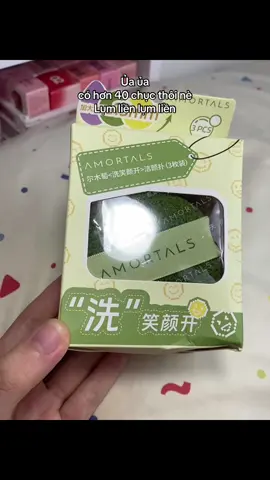 Ủa ủa
có hơn 40 chục thôi nè
Lụm liền lụm liền
3 PCS
AMORTALS
尔木萄<洗笑颜开>洁颜扑(3枚装)
AMORTALS
“洗”
笑颜开